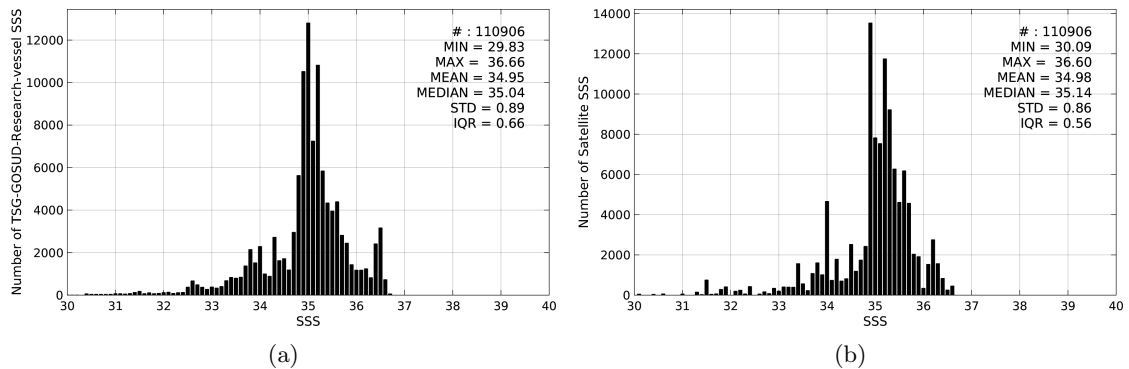 Number of TSG-GOSUD-Research-vessel SSS
12000
10000
8000
6000
4000
2000
0
# : 110906
MIN = 29.83
MAX = 36.66
MEAN = 34.95
MEDIAN = 35.04
STD = 0.89
IQR = 0.66
30 31 32 33 34 35 36 37 38 39 40
SSS
(a)
Number of Satellite SSS
14000
12000
10000
8000
6000
4000
2000
0
# : 110906
MIN = 30.09
MAX = 36.60
MEAN = 34.98
MEDIAN = 35.14
STD = 0.86
IQR = 0.56
30 31 32 33 34 35 36 37 38 39 40
SSS
(b)